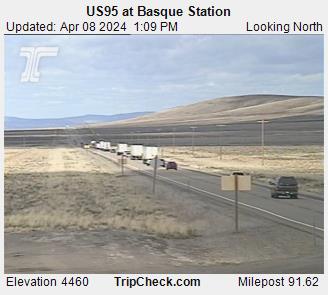 US95 at Basque Station
Updated: Apr 08 2024 1:09 PM Looking North
Elevation 4460 TripCheck.com Milepost 91.62